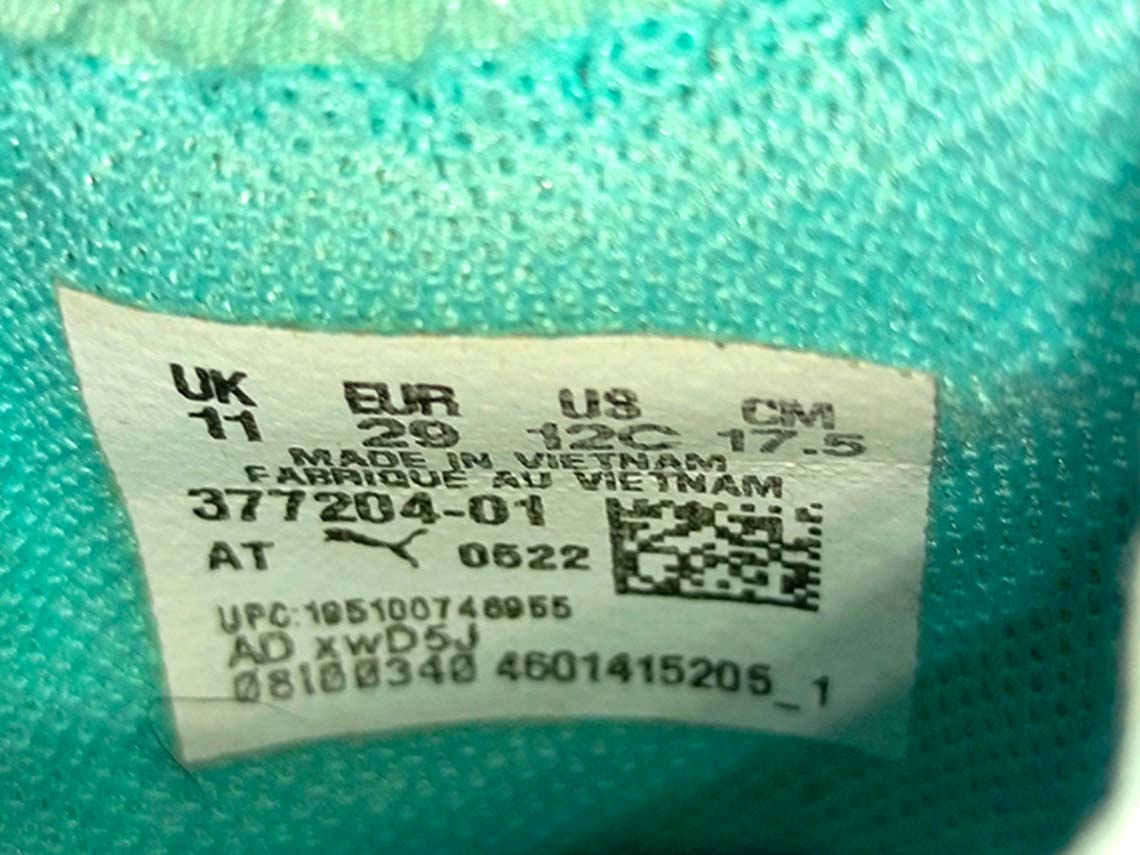 UK EUR US CM
11 29 12C 17.5
MADE IN VIETNAM
FABRIQUE AU VIETNAM
377204-01
AT 0622
UPC:195100746955
AD xwD5J
08100340 4601415205_1